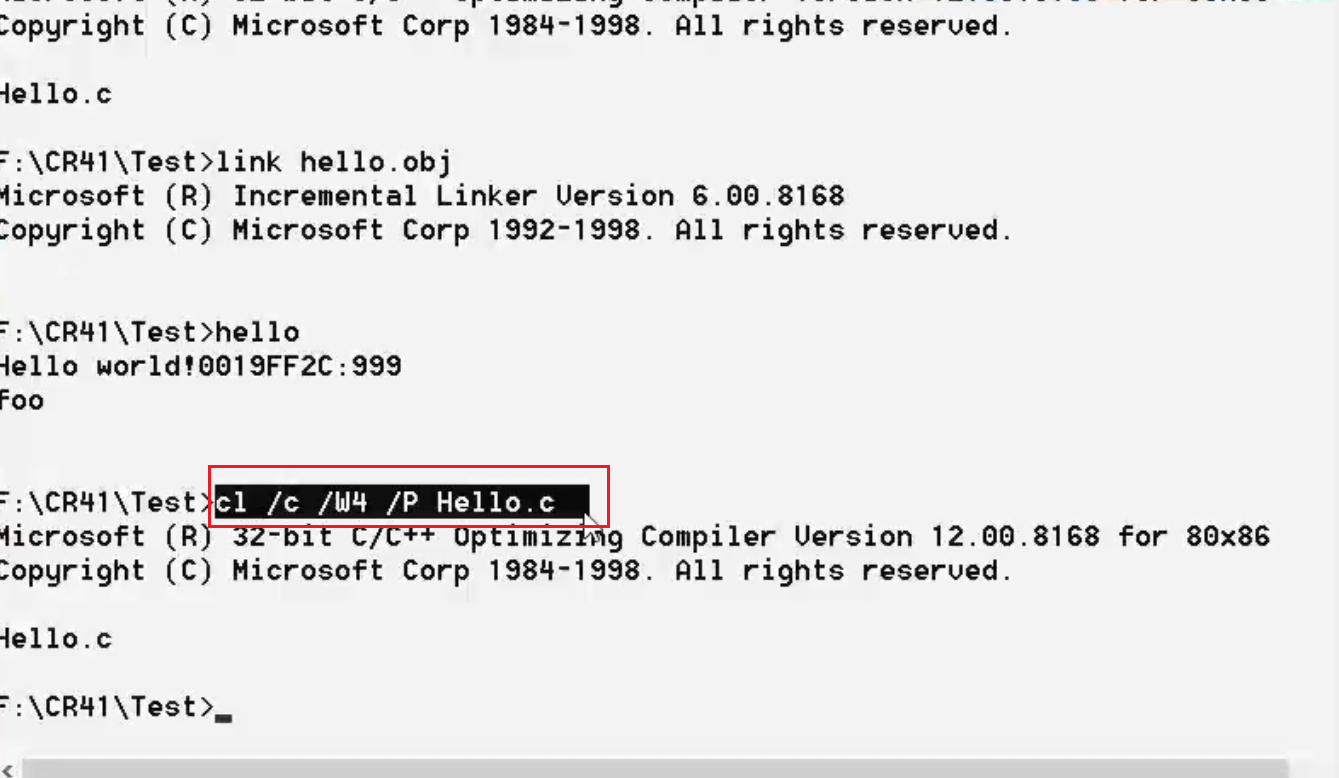 Copyright (C) Microsoft Corp 1984-1998. All rights reserved.
Hello.c
F:\CR41\Test>link hello.obj
Microsoft (R) Incremental Linker Version 6.00.8168
Copyright (C) Microsoft Corp 1992-1998. All rights reserved.
F:\CR41\Test>hello
Hello world!0019FF2C:999
foo
F:\CR41\Test>cl /c /W4 /P Hello.c
Microsoft (R) 32-bit C/C++ Optimizing Compiler Version 12.00.8168 for 80x86
Copyright (C) Microsoft Corp 1984-1998. All rights reserved.
Hello.c
F:\CR41\Test>_